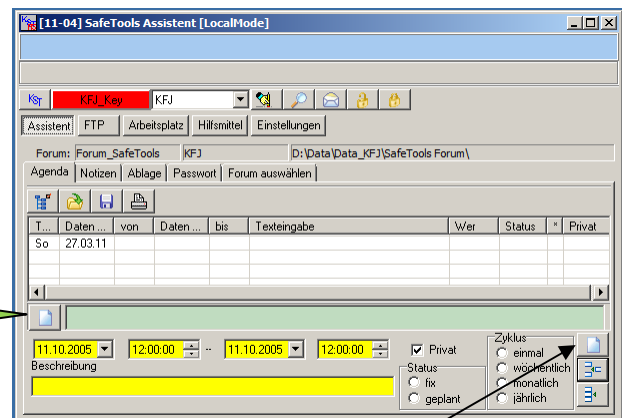 [11-04] SafeTools Assistent [LocalMode]
KST KFJ_Key KFJ
Assistent FTP Arbeitsplatz Hilfsmittel Einstellungen
Forum: Forum_SafeTools KFJ D:\Data\Data_KFJ\SafeTools Forum\
Agenda Notizen Ablage Passwort Forum auswählen
T... Daten ... von Daten ... bis Texteingabe Wer Status * Privat
So 27.03.11
11.10.2005 12:00:00 -- 11.10.2005 12:00:00 Privat
Beschreibung
Status
fix
geplant
Zyklus
einmal
wöchentlich
monatlich
jährlich